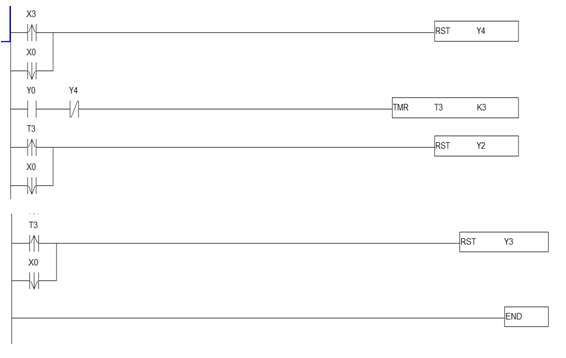 X3
RST Y4
X0
Y0 Y4
TMR T3 K3
T3
RST Y2
X0
T3
RST Y3
X0
END